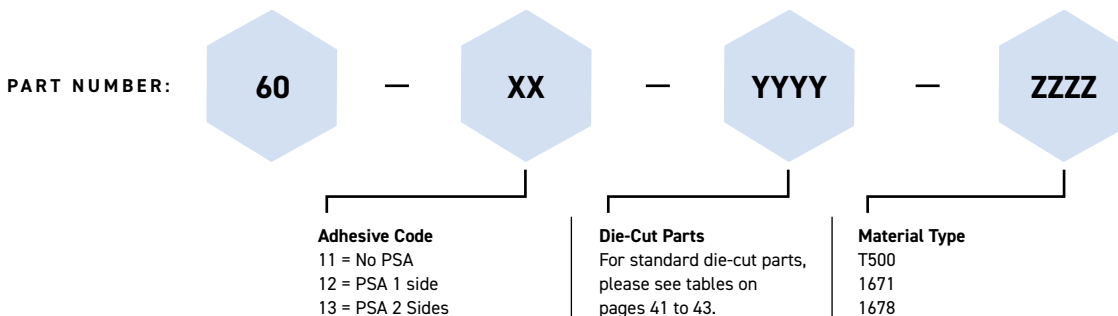 PART NUMBER: 60 — XX — YYYY — ZZZZ
Adhesive Code
11 = No PSA
12 = PSA 1 side
13 = PSA 2 Sides
Die-Cut Parts
For standard die-cut parts,
please see tables on
pages 41 to 43.
Material Type
T500
1671
1678